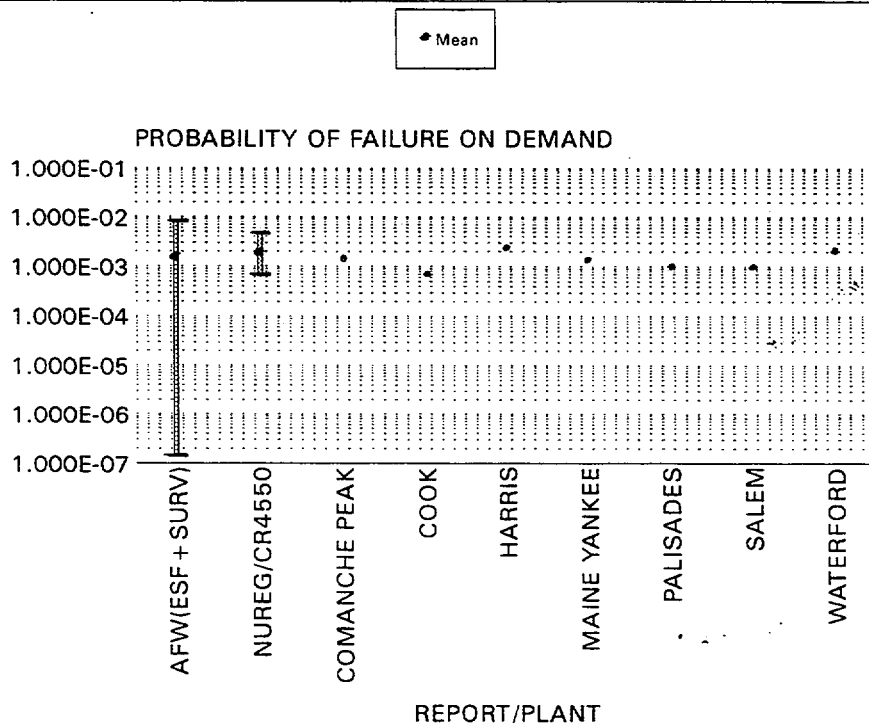 Mean
PROBABILITY OF FAILURE ON DEMAND
1.000E-01
1.000E-02
1.000E-03
1.000E-04
1.000E-05
1.000E-06
1.000E-07
AFW(ESF + SURV)
NUREG/CR4550
COMANCHE PEAK
COOK
HARRIS
MAINE YANKEE
PALISADES
SALEM
WATERFORD
REPORT/PLANT